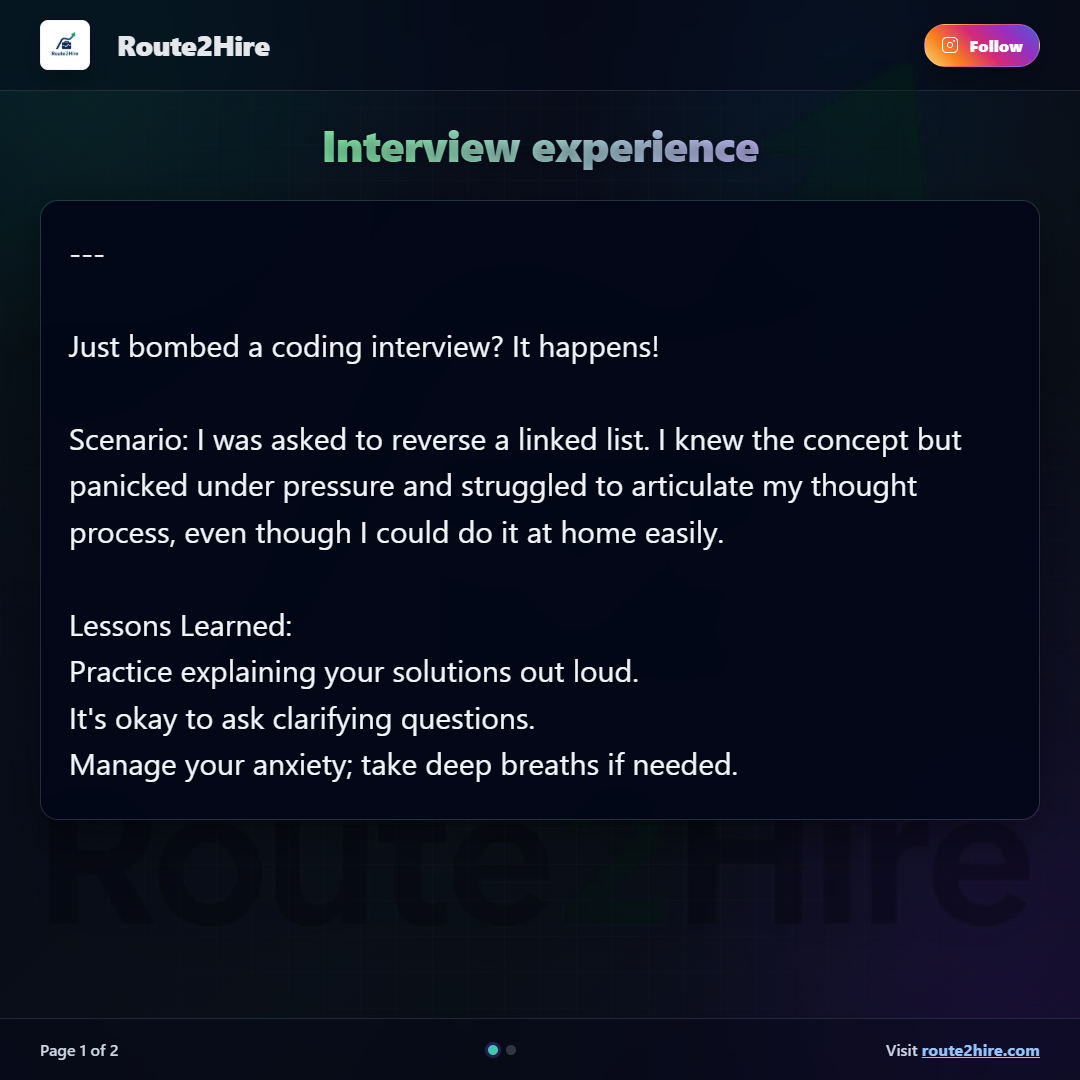 Route2Hire
Route2Hire
Follow
Interview experience
---
Just bombed a coding interview? It happens!
Scenario: I was asked to reverse a linked list. I knew the concept but
panicked under pressure and struggled to articulate my thought
process, even though I could do it at home easily.
Lessons Learned:
Practice explaining your solutions out loud.
It's okay to ask clarifying questions.
Manage your anxiety; take deep breaths if needed.
Route2Hire
Page 1 of 2
Visit route2hire.com